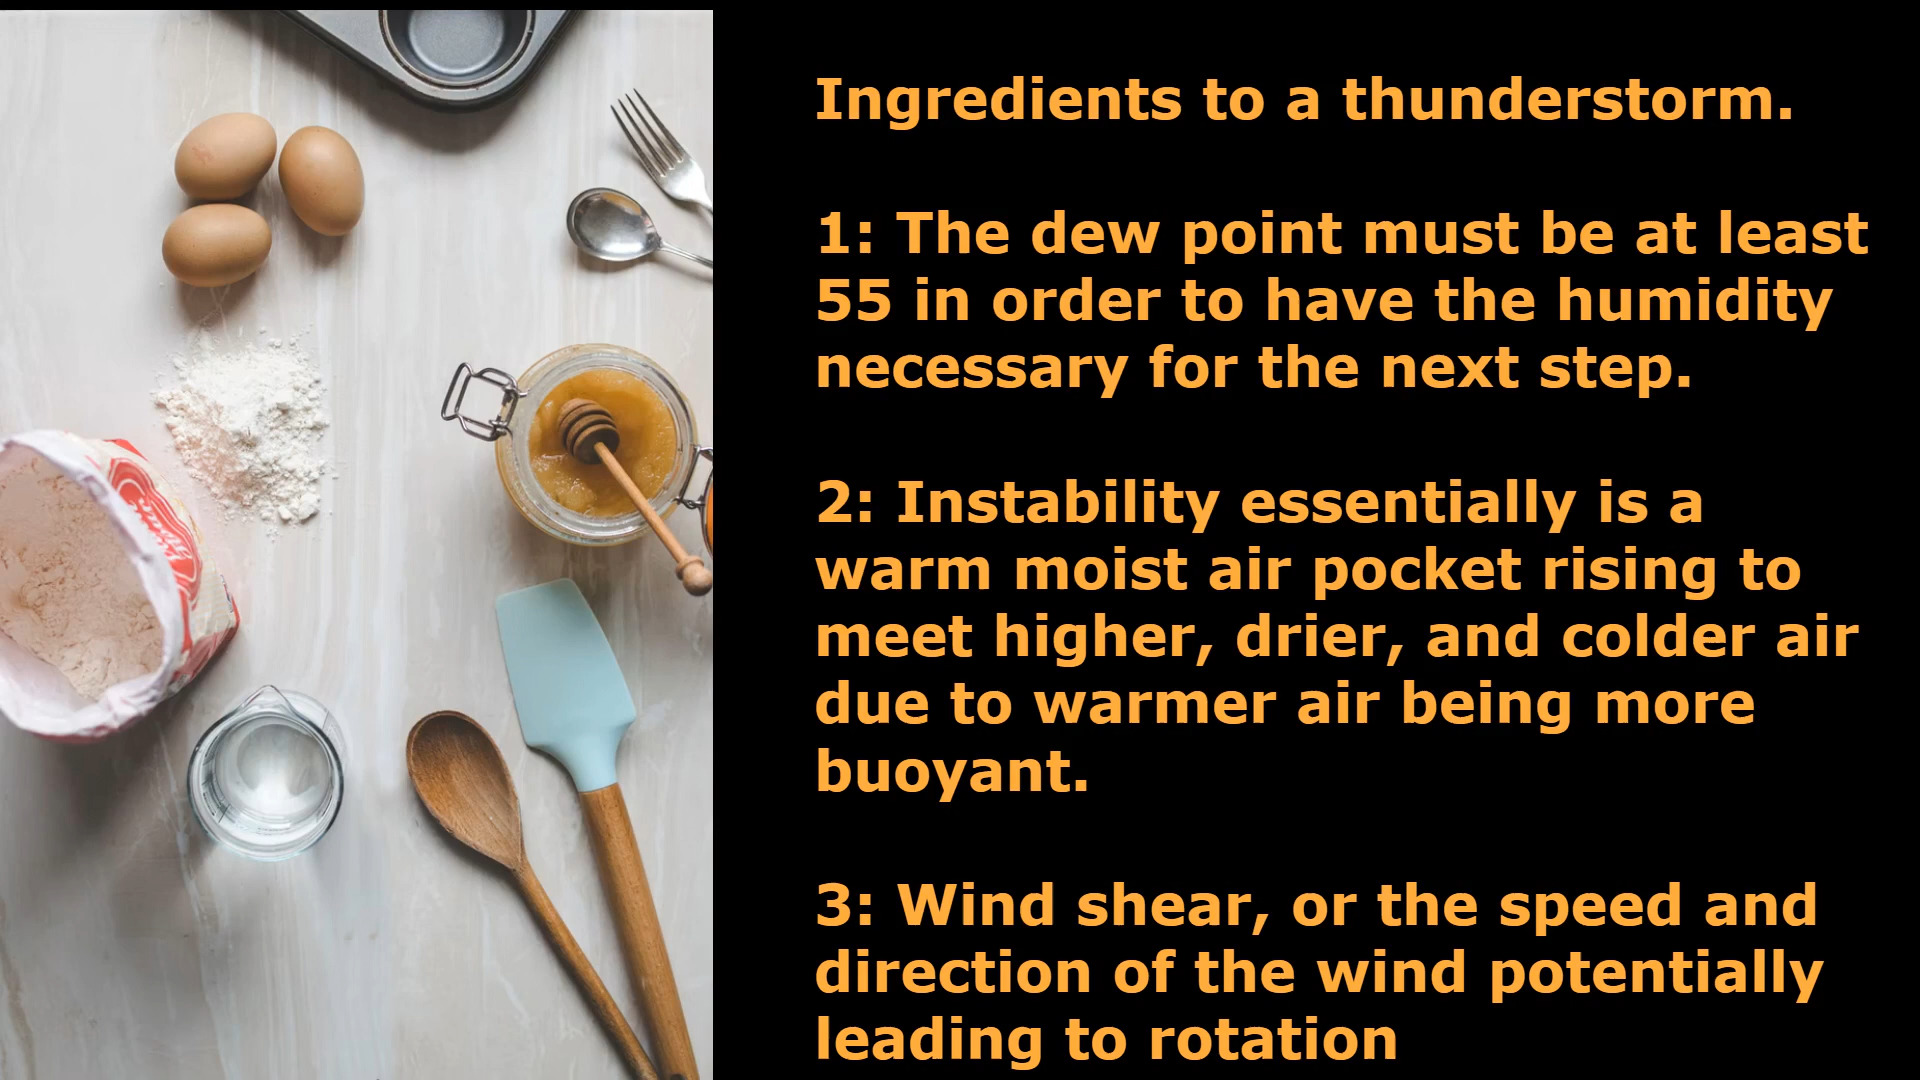 Ingredients to a thunderstorm.
1: The dew point must be at least
55 in order to have the humidity
necessary for the next step.
2: Instability essentially is a
warm moist air pocket rising to
meet higher, drier, and colder air
due to warmer air being more
buoyant.
3: Wind shear, or the speed and
direction of the wind potentially
leading to rotation